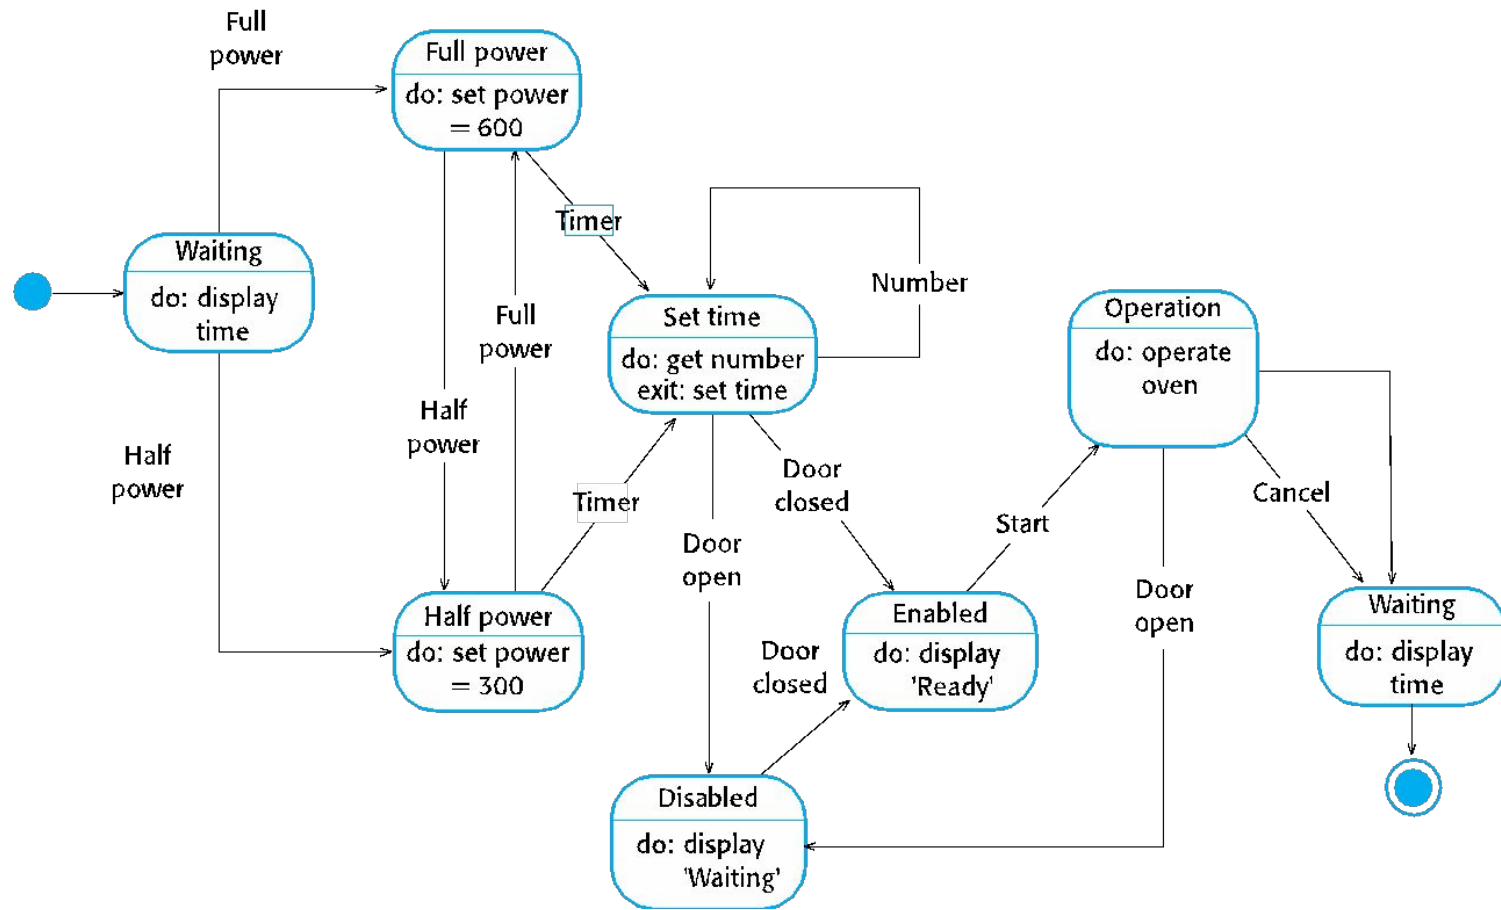 Full
power
Full power
do: set power
= 600
Timer
Waiting
do: display
time
Number
Full
power
Set time
do: get number
exit: set time
Operation
do: operate
oven
Half
power
Half
power
Timer
Door
closed
Cancel
Start
Door
open
Door
open
Half power
do: set power
= 300
Enabled
do: display
'Ready'
Waiting
do: display
time
Door
closed
Disabled
do: display
'Waiting'